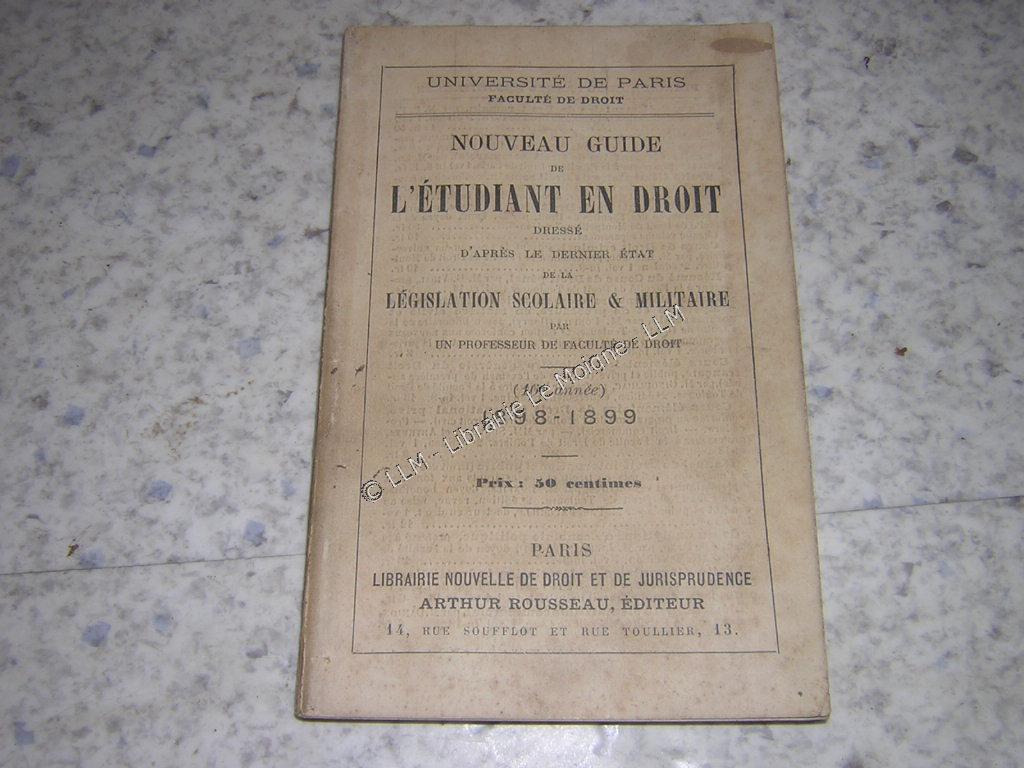 UNIVERSITÉ DE PARIS
FACULTÉ DE DROIT
NOUVEAU GUIDE
DE
L'ÉTUDIANT EN DROIT
DRESSÉ
D'APRÈS LE DERNIER ÉTAT
DE LA
LÉGISLATION SCOLAIRE & MILITAIRE
PAR
UN PROFESSEUR DE FACULTÉ DE DROIT
année)
1898-1899
Prix : 50 centimes
PARIS
LIBRAIRIE NOUVELLE DE DROIT ET DE JURISPRUDENCE
ARTHUR ROUSSEAU, ÉDITEUR
14, RUE SOUFFLOT ET RUE TOULLIER, 13.
© LLM - Librairie Le Moigne - LLM